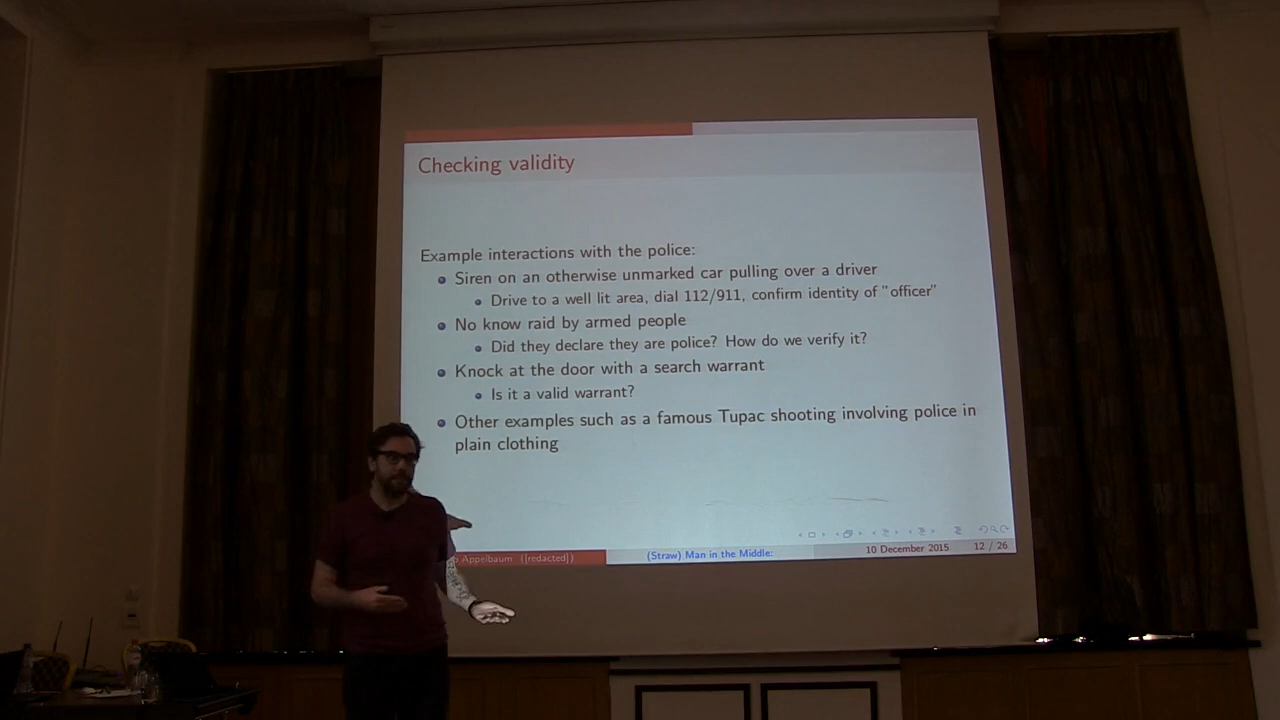 Checking validity
Example interactions with the police:
Siren on an otherwise unmarked car pulling over a driver
Drive to a well lit area, dial 112/911, confirm identity of "officer"
No know raid by armed people
Did they declare they are police? How do we verify it?
Knock at the door with a search warrant
Is it a valid warrant?
Other examples such as a famous Tupac shooting involving police in
plain clothing
Appelbaum ([redacted]) (Straw) Man in the Middle: 10 December 2015 12 / 26